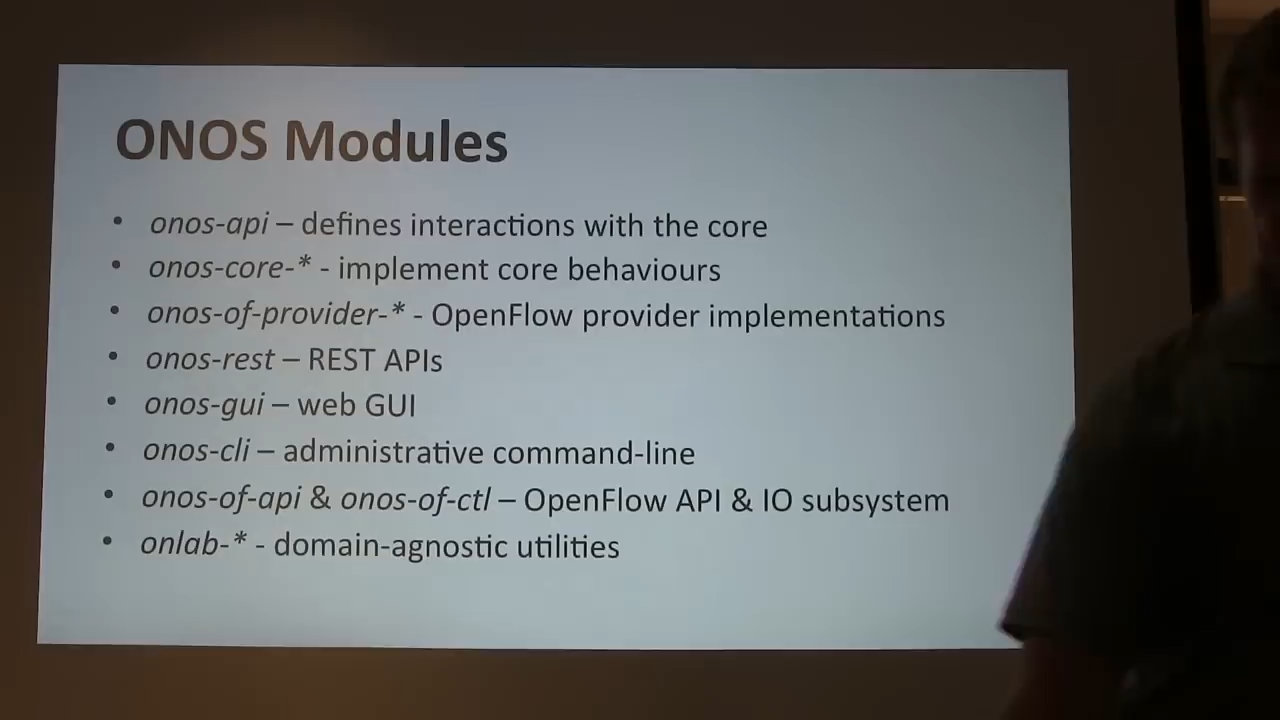 ONOS Modules
• onos-api – defines interactions with the core
• onos-core-* - implement core behaviours
• onos-of-provider-* - OpenFlow provider implementations
• onos-rest – REST APIs
• onos-gui – web GUI
• onos-cli – administrative command-line
• onos-of-api & onos-of-ctl – OpenFlow API & IO subsystem
• onlab-* - domain-agnostic utilities